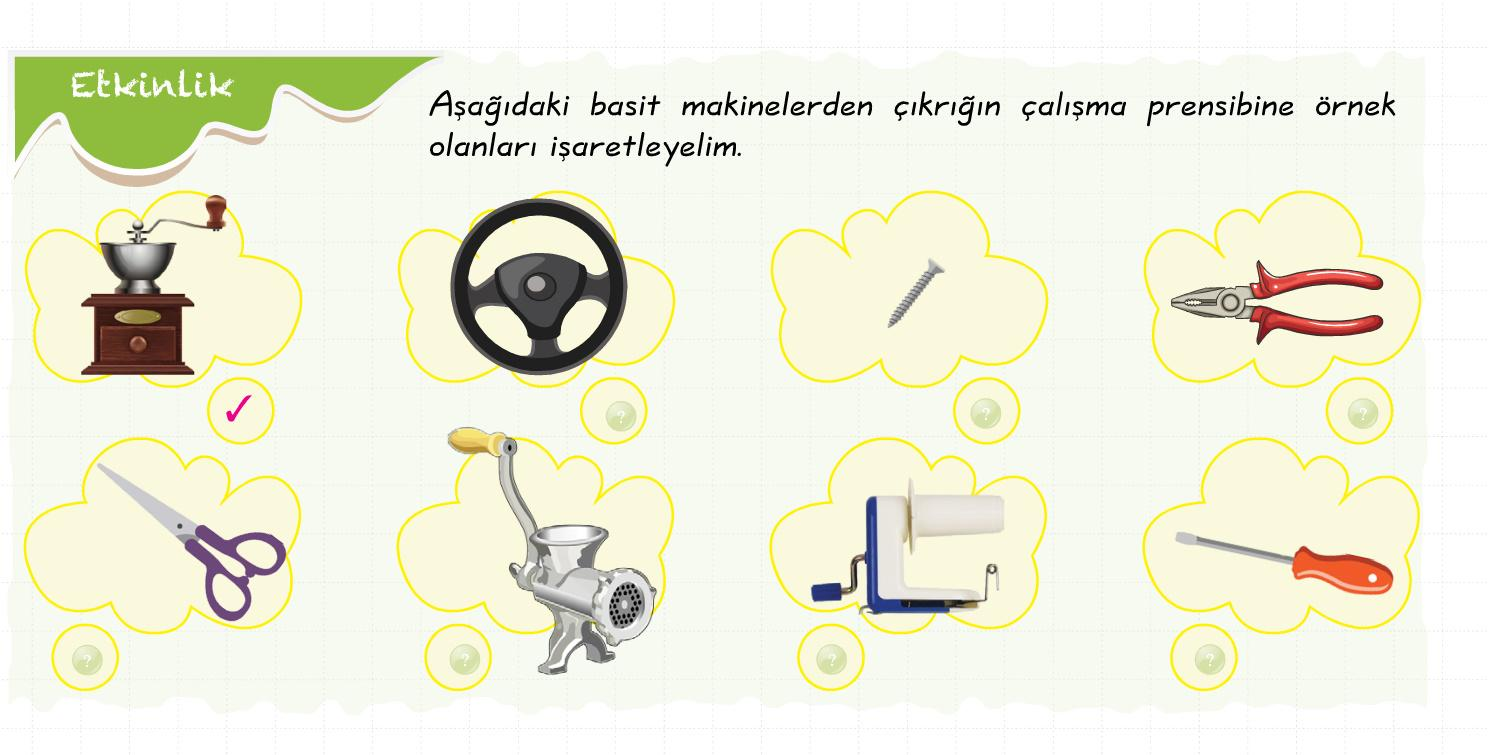 Etkinlik
Aşağıdaki basit makinelerden çıkrığın çalışma prensibine örnek
olanları işaretleyelim.
✓
?
?
?
?
?
?
?